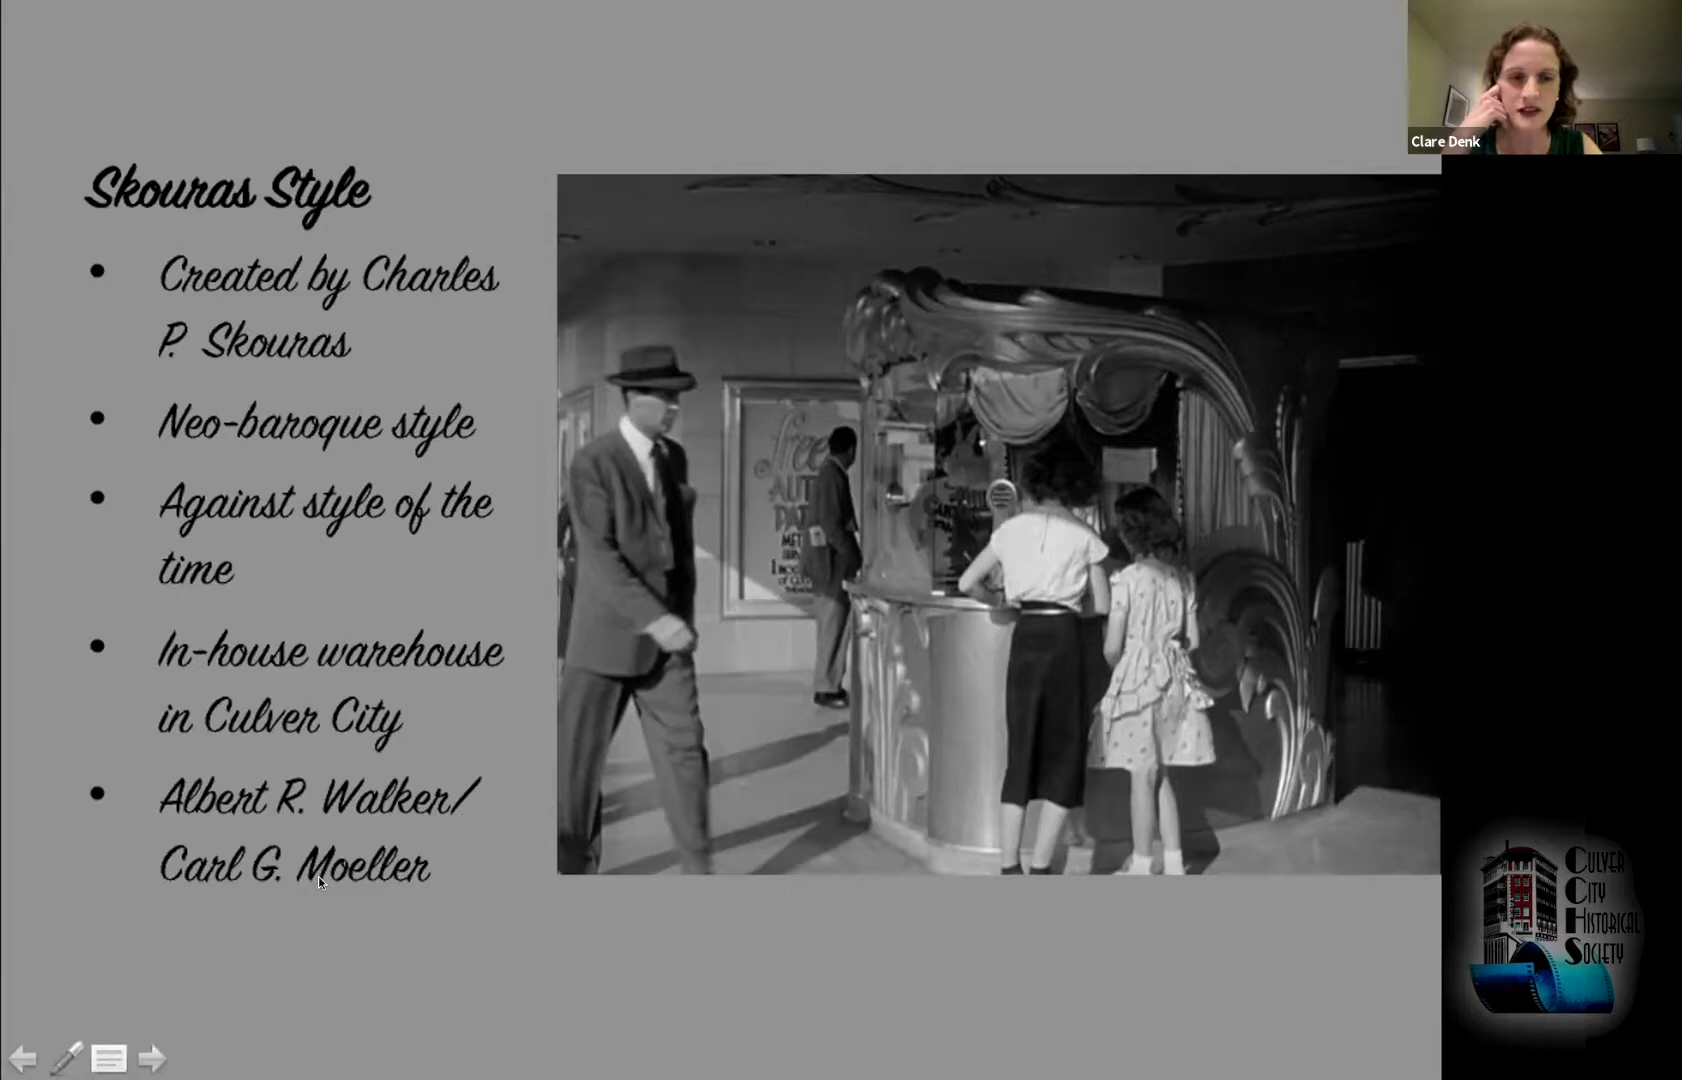 Clare Denk
Skouras Style
• Created by Charles
P. Skouras
• Neo-baroque style
• Against style of the
time
• In-house warehouse
in Culver City
• Albert R. Walker/
Carl G. Moeller
free
CULVER
CITY
HISTORICAL
SOCIETY